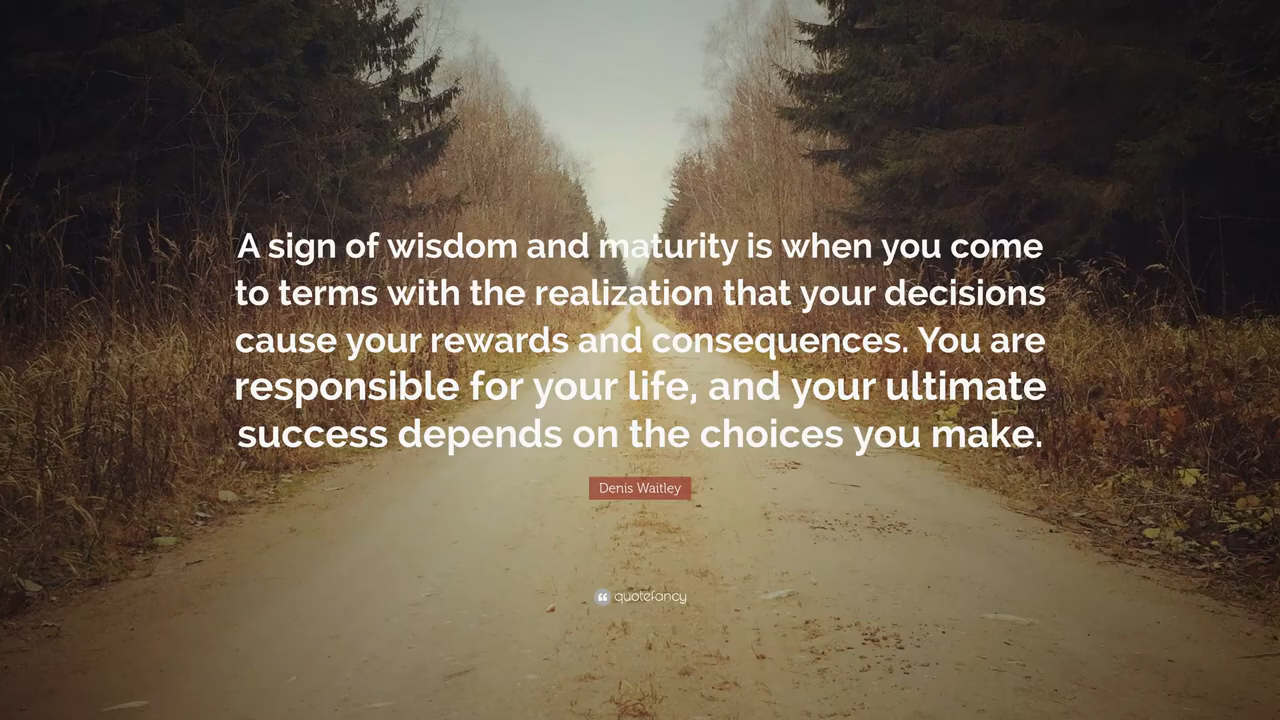 A sign of wisdom and maturity is when you come
to terms with the realization that your decisions
cause your rewards and consequences. You are
responsible for your life, and your ultimate
success depends on the choices you make.
Denis Waitley
quotefancy